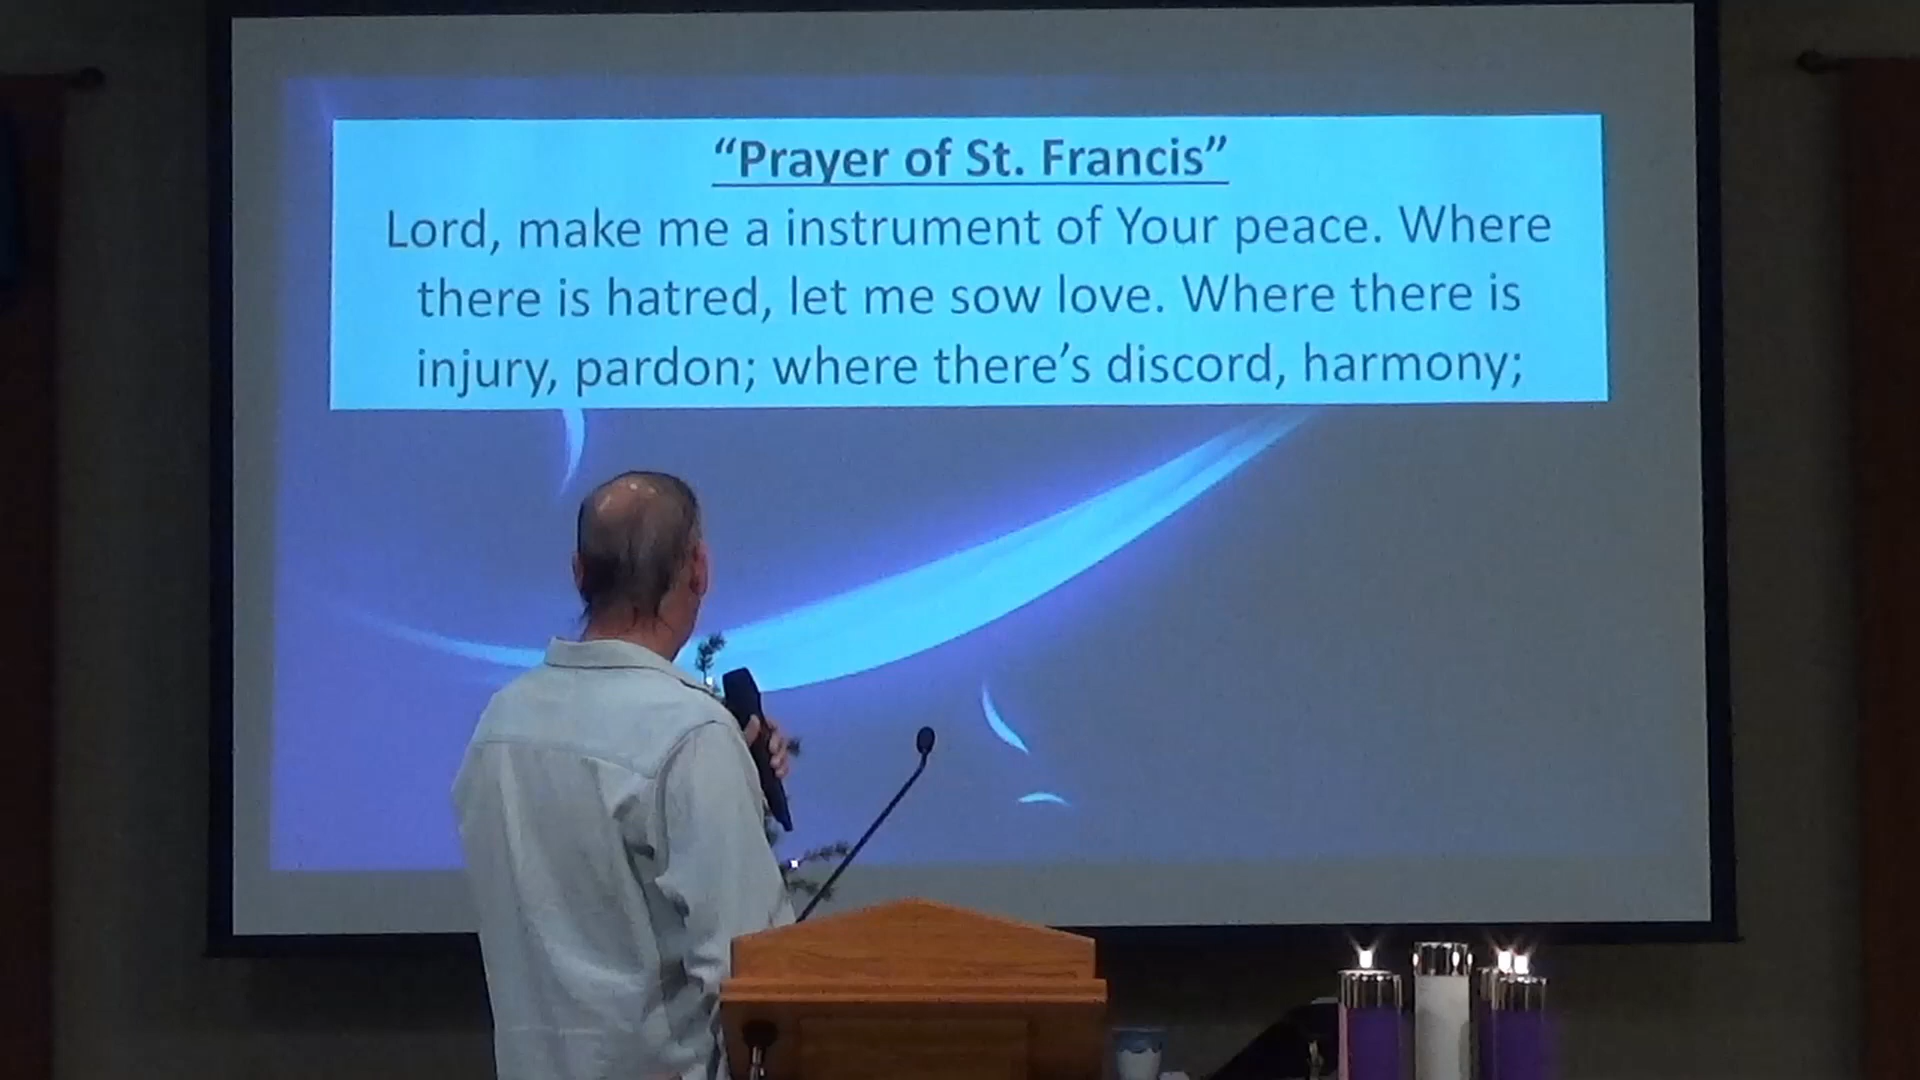 “Prayer of St. Francis”
Lord, make me a instrument of Your peace. Where
there is hatred, let me sow love. Where there is
injury, pardon; where there’s discord, harmony;